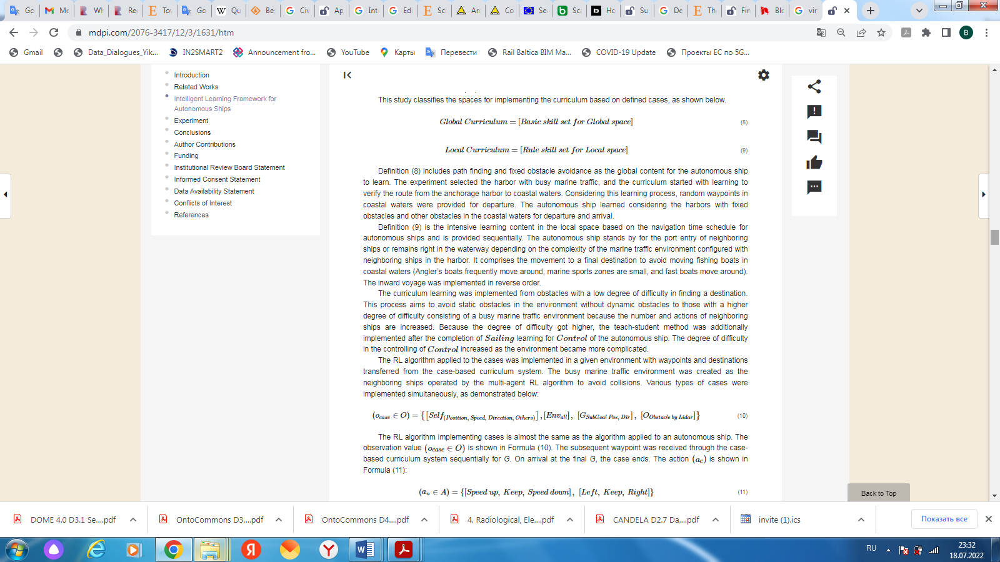 Go
Me
Wh
Rec
Tov
Go
Qu
Be
Civ
Ap
Int
Edi
Sci
Arc
Co
Se
Sca
Ho
Su
De
Th
Fin
Blo
vir
mdpi.com/2076-3417/12/3/1631/htm
B
Gmail
Data_Dialogues_Yik...
IN2SMART2
Announcement fro...
YouTube
Карты
Перевести
Rail Baltica BIM Ma...
COVID-19 Update
Проекты ЕС по 5G...
Introduction
Related Works
Intelligent Learning Framework for
Autonomous Ships
Experiment
Conclusions
Author Contributions
Funding
Institutional Review Board Statement
Informed Consent Statement
Data Availability Statement
Conflicts of Interest
References
This study classifies the spaces for implementing the curriculum based on defined cases, as shown below.
Global Curriculum = [Basic skill set for Global space] (8)
Local Curriculum = [Rule skill set for Local space] (9)
Definition (8) includes path finding and fixed obstacle avoidance as the global content for the autonomous ship
to learn. The experiment selected the harbor with busy marine traffic, and the curriculum started with learning to
verify the route from the anchorage harbor to coastal waters. Considering this learning process, random waypoints in
coastal waters were provided for departure. The autonomous ship learned considering the harbors with fixed
obstacles and other obstacles in the coastal waters for departure and arrival.
Definition (9) is the intensive learning content in the local space based on the navigation time schedule for
autonomous ships and is provided sequentially. The autonomous ship stands by for the port entry of neighboring
ships or remains right in the waterway depending on the complexity of the marine traffic environment configured with
neighboring ships in the harbor. It comprises the movement to a final destination to avoid moving fishing boats in
coastal waters (Angler's boats frequently move around, marine sports zones are small, and fast boats move around).
The inward voyage was implemented in reverse order.
The curriculum learning was implemented from obstacles with a low degree of difficulty in finding a destination.
This process aims to avoid static obstacles in the environment without dynamic obstacles to those with a higher
degree of difficulty consisting of a busy marine traffic environment because the number and actions of neighboring
ships are increased. Because the degree of difficulty got higher, the teach-student method was additionally
implemented after the completion of Sailing learning for Control of the autonomous ship. The degree of difficulty
in the controlling of Control increased as the environment became more complicated.
The RL algorithm applied to the cases was implemented in a given environment with waypoints and destinations
transferred from the case-based curriculum system. The busy marine traffic environment was created as the
neighboring ships operated by the multi-agent RL algorithm to avoid collisions. Various types of cases were
implemented simultaneously, as demonstrated below:
(o_case ∈ O) = {[Self_(Position, Speed, Direction, Others)], [Env_all], [G_SubGoal Pos, Dir], [O_Obstacle by Lidar]} (10)
The RL algorithm implementing cases is almost the same as the algorithm applied to an autonomous ship. The
observation value (o_case ∈ O) is shown in Formula (10). The subsequent waypoint was received through the case-
based curriculum system sequentially for G. On arrival at the final G, the case ends. The action (a_c) is shown in
Formula (11):
(a_n ∈ A) = {[Speed up, Keep, Speed down], [Left, Keep, Right]} (11)
Back to Top
DOME 4.0 D3.1 Se....pdf
OntoCommons D3....pdf
OntoCommons D4....pdf
4. Radiological, Ele....pdf
CANDELA D2.7 Da....pdf
invite (1).ics
Показать все
RU
23:32
18.07.2022